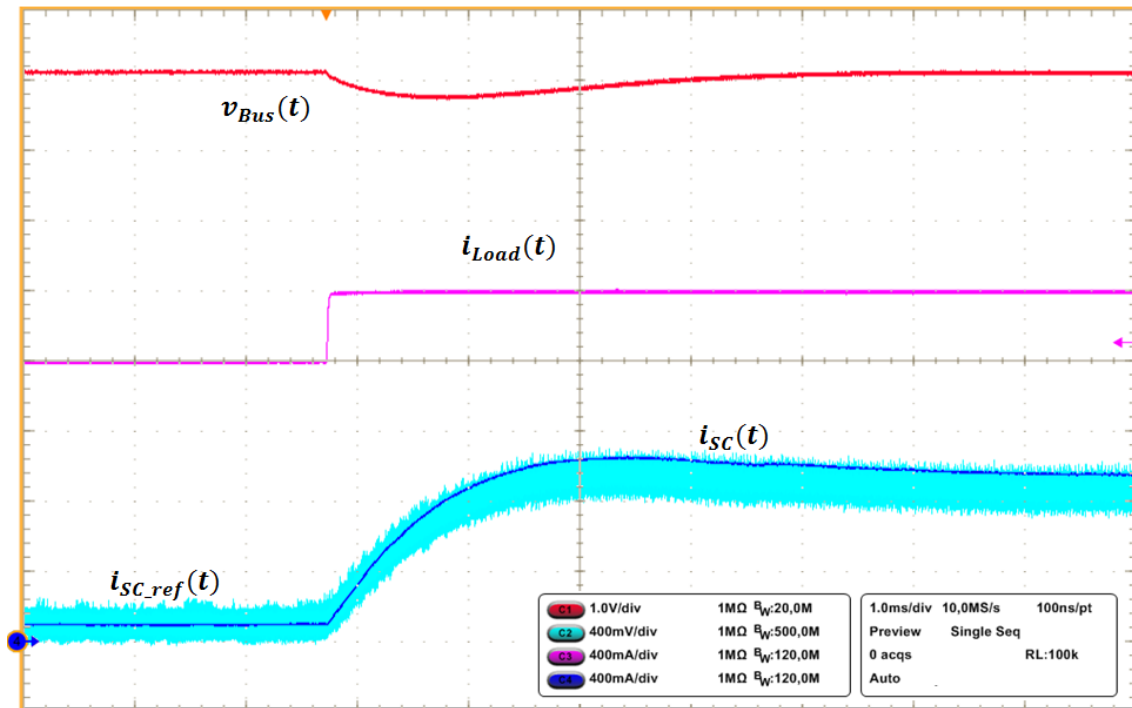 v_Bus(t)
i_Load(t)
i_SC(t)
i_SC_ref(t)
4
C1 1.0V/div 1MΩ B_W:20,0M
C2 400mV/div 1MΩ B_W:500,0M
C3 400mA/div 1MΩ B_W:120,0M
C4 400mA/div 1MΩ B_W:120,0M
1.0ms/div 10,0MS/s 100ns/pt
Preview Single Seq
0 acqs RL:100k
Auto